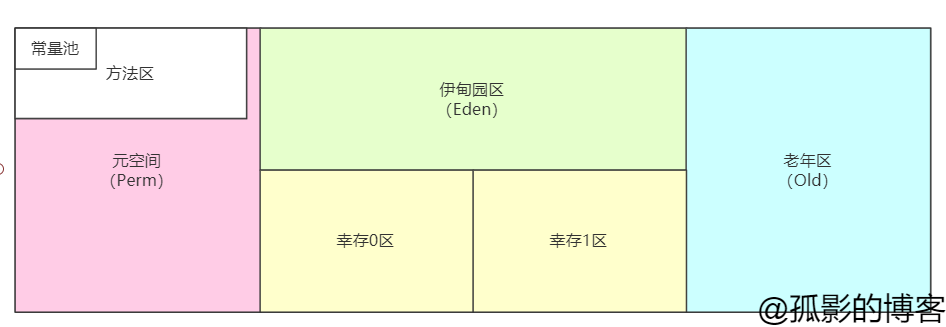 常量池
方法区
元空间
（Perm）
伊甸园区
（Eden）
幸存0区
幸存1区
老年区
（Old）
@孤影的博客